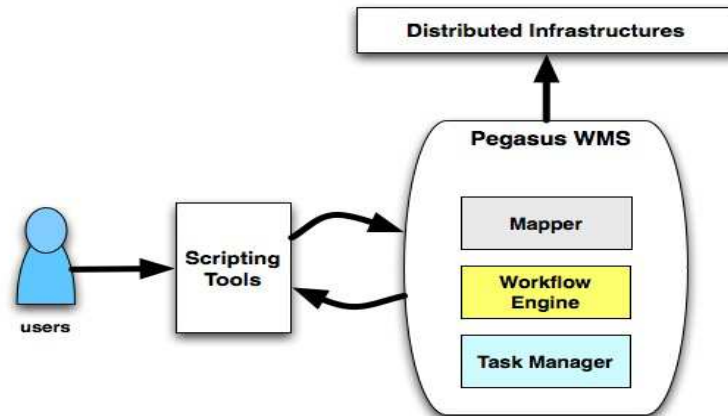 Distributed Infrastructures
Pegasus WMS
Mapper
Scripting
Tools
Workflow
Engine
users
Task Manager